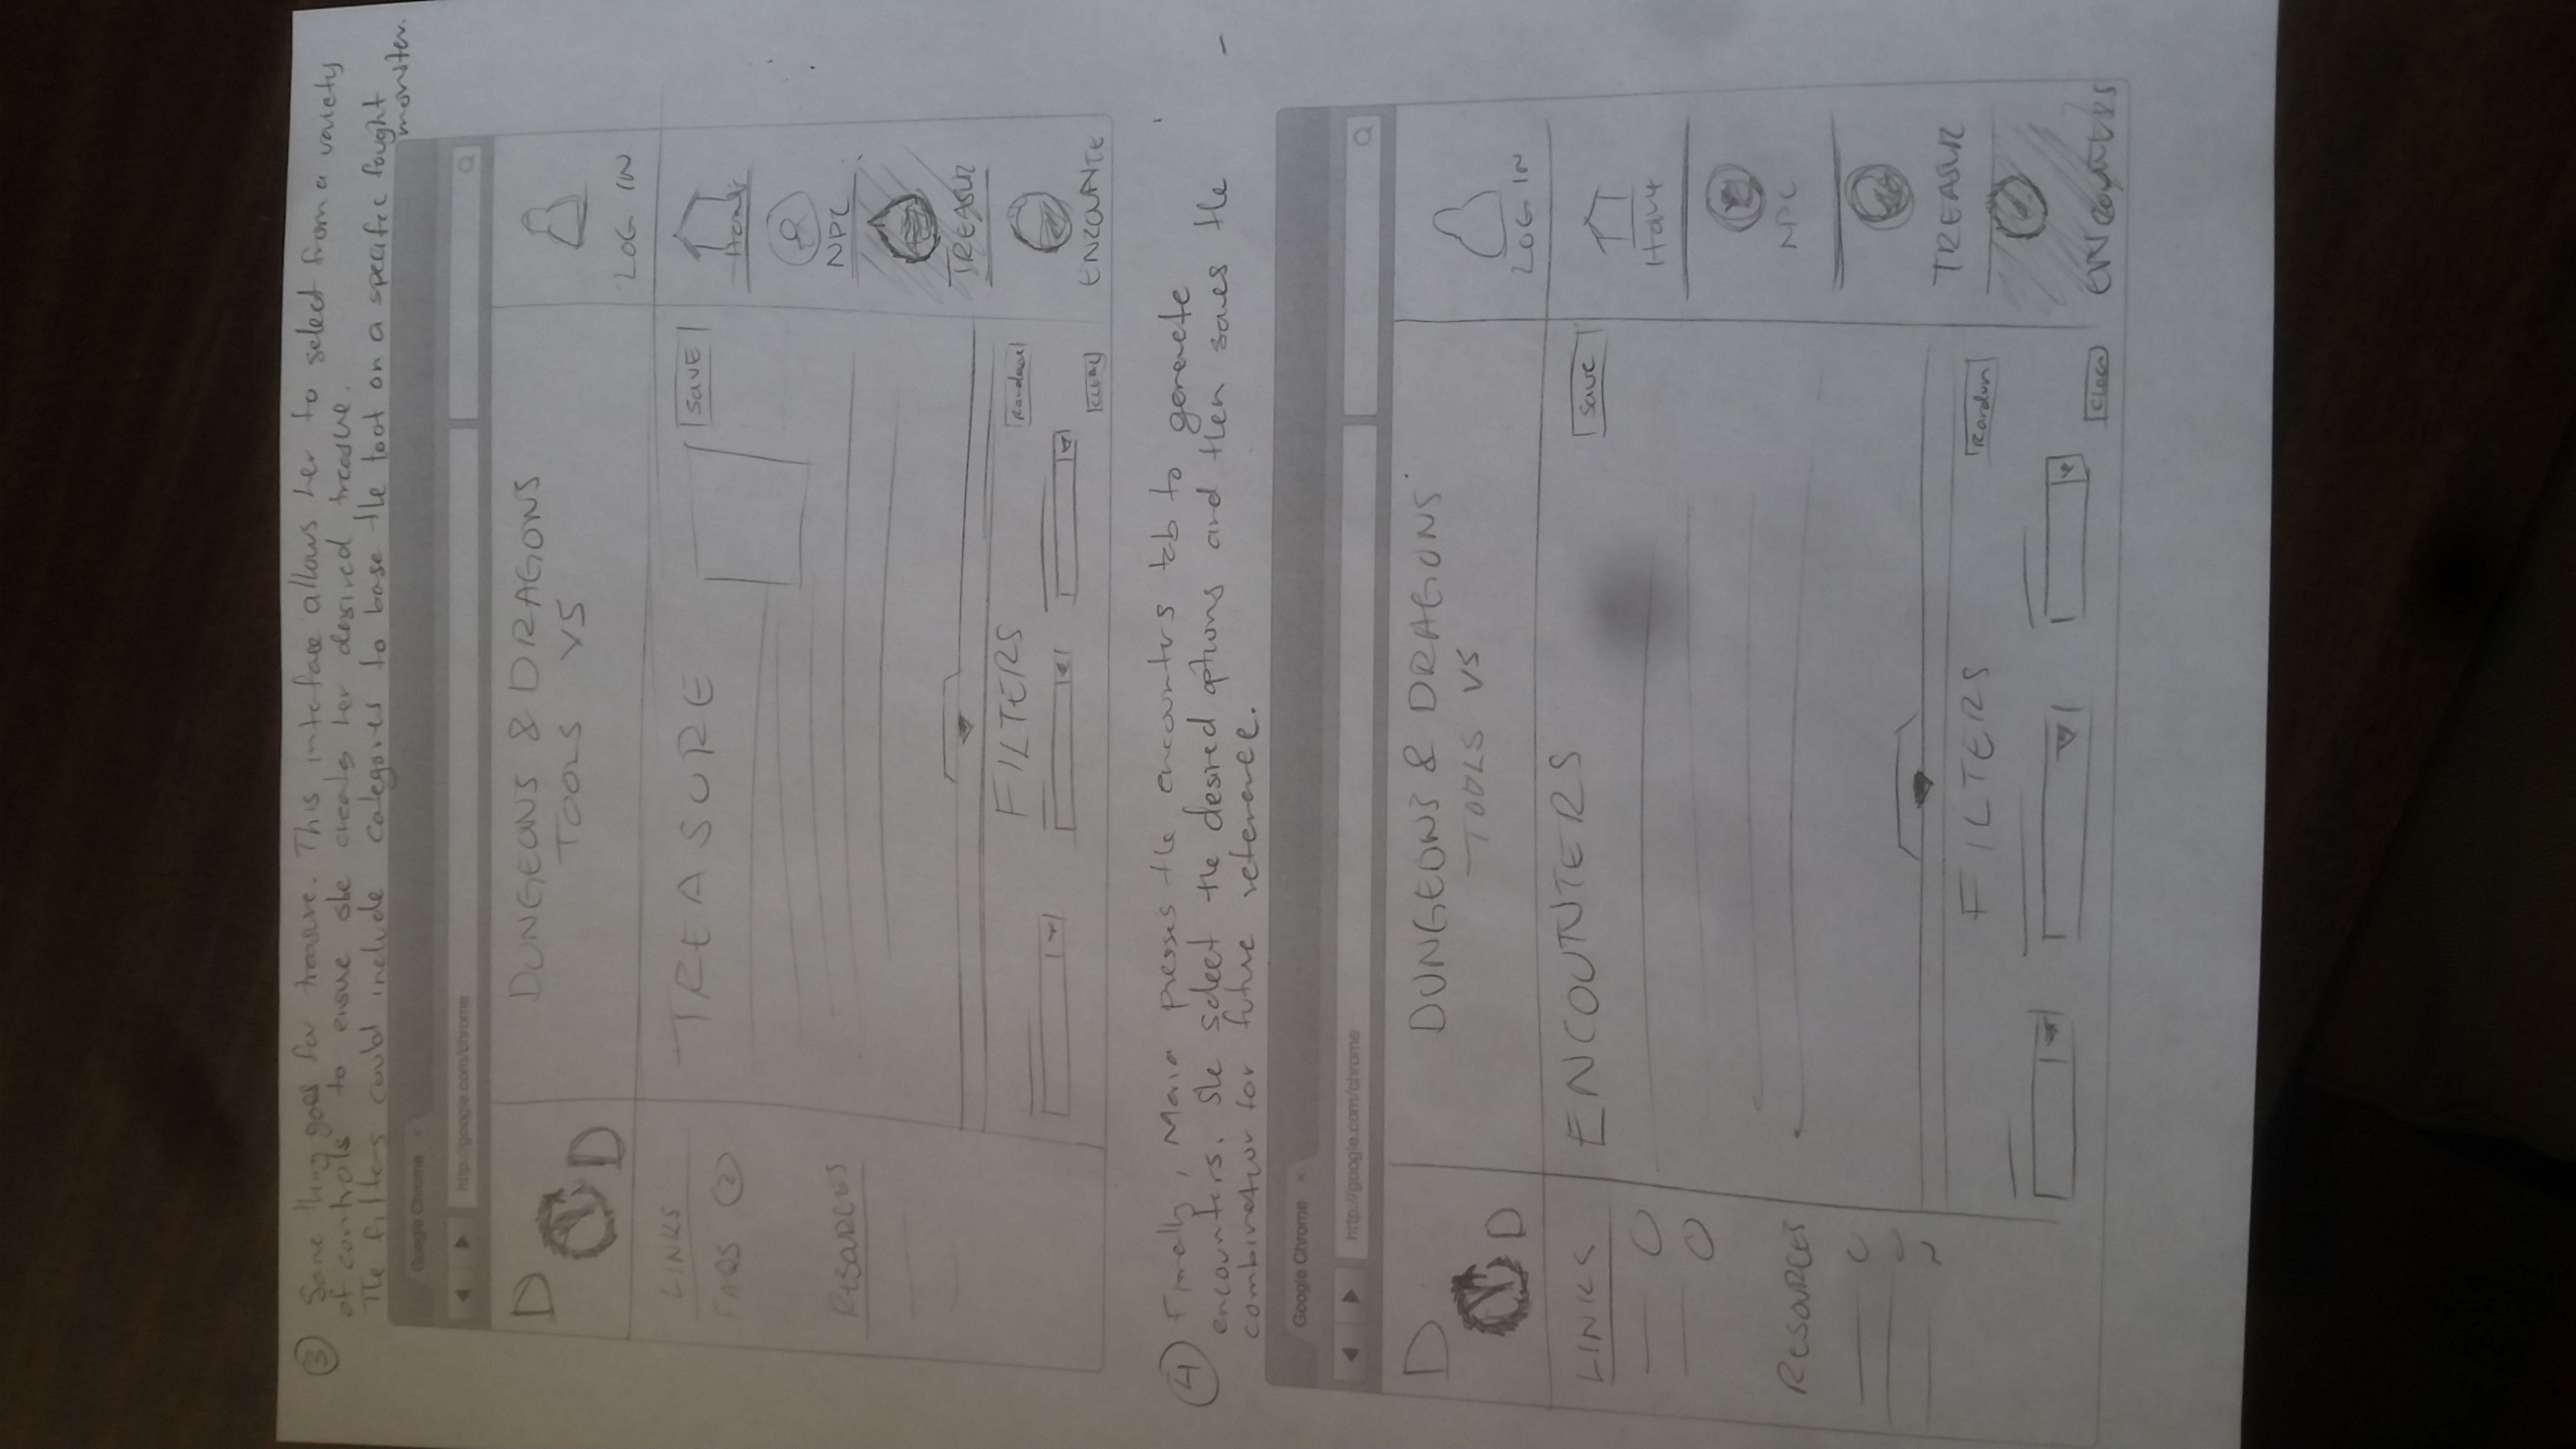 3 Same thing goes for treasure. This interface allows her to select from a variety
of controls to ensue she creates her desired treasue.
The filters could include categories to base the loot on a specific fought
monster.
Google Chrome ×
http://google.com/chrome
D D
DUNGEONS & DRAGONS
TOOLS V5
LOG IN
LINKS
FAQS ?
RESOURCES
TREASURE
SAVE
Home
NPC
TREASUR
ENCOUNTE
FILTERS
CLEAR
4 Finally, Maria presses the encounters tab to generate
encounters. She select the desired options and then saves the
combination for future reference.
Google Chrome ×
http://google.com/chrome
D D
DUNGEONS & DRAGONS
TOOLS V5
LOG IN
LINKS
RESOURCES
ENCOUNTERS
Save
Home
NPC
TREASUR
ENCOUNTERS
FILTERS
Random
Clear